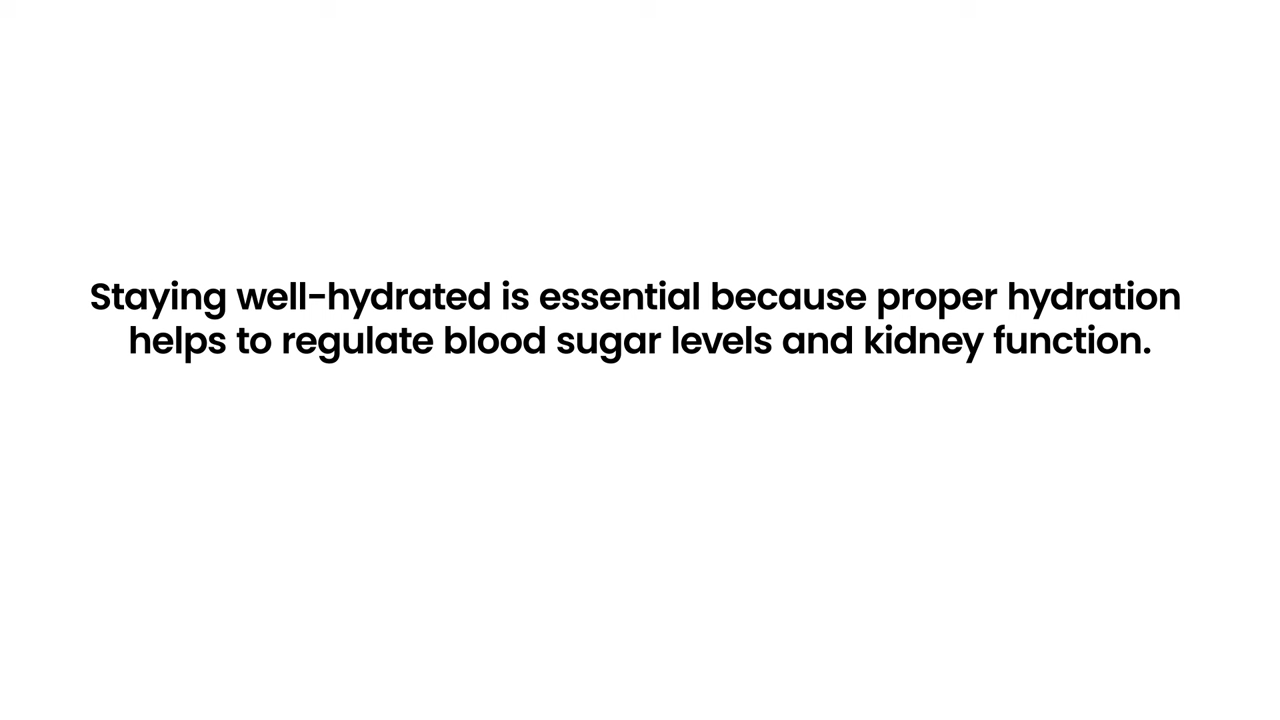 Staying well-hydrated is essential because proper hydration
helps to regulate blood sugar levels and kidney function.